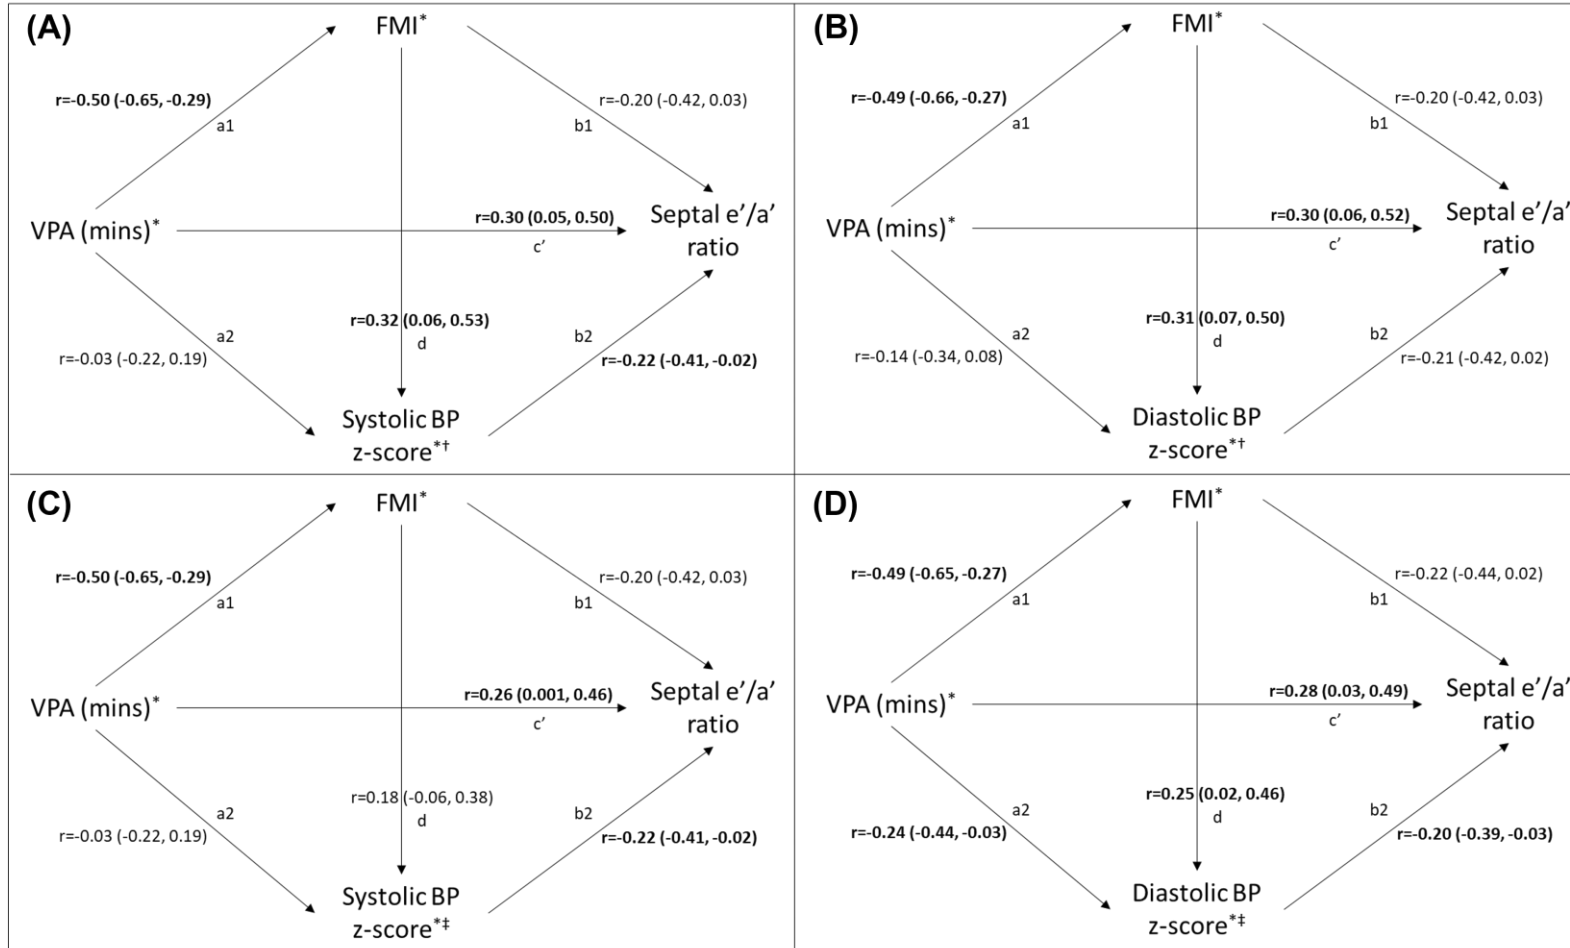 (A)
FMI*
r=-0.50 (-0.65, -0.29)
a1
r=-0.20 (-0.42, 0.03)
b1
VPA (mins)*
r=0.30 (0.05, 0.50)
c’
Septal e’/a’
ratio
a2
r=-0.03 (-0.22, 0.19)
r=0.32 (0.06, 0.53)
d
b2
r=-0.22 (-0.41, -0.02)
Systolic BP
z-score*†
(B)
FMI*
r=-0.49 (-0.66, -0.27)
a1
r=-0.20 (-0.42, 0.03)
b1
VPA (mins)*
r=0.30 (0.06, 0.52)
c’
Septal e’/a’
ratio
a2
r=-0.14 (-0.34, 0.08)
r=0.31 (0.07, 0.50)
d
b2
r=-0.21 (-0.42, 0.02)
Diastolic BP
z-score*†
(C)
FMI*
r=-0.50 (-0.65, -0.29)
a1
r=-0.20 (-0.42, 0.03)
b1
VPA (mins)*
r=0.26 (0.001, 0.46)
c’
Septal e’/a’
ratio
a2
r=-0.03 (-0.22, 0.19)
r=0.18 (-0.06, 0.38)
d
b2
r=-0.22 (-0.41, -0.02)
Systolic BP
z-score*‡
(D)
FMI*
r=-0.49 (-0.65, -0.27)
a1
r=-0.22 (-0.44, 0.02)
b1
VPA (mins)*
r=0.28 (0.03, 0.49)
c’
Septal e’/a’
ratio
a2
r=-0.24 (-0.44, -0.03)
r=0.25 (0.02, 0.46)
d
b2
r=-0.20 (-0.39, -0.03)
Diastolic BP
z-score*‡